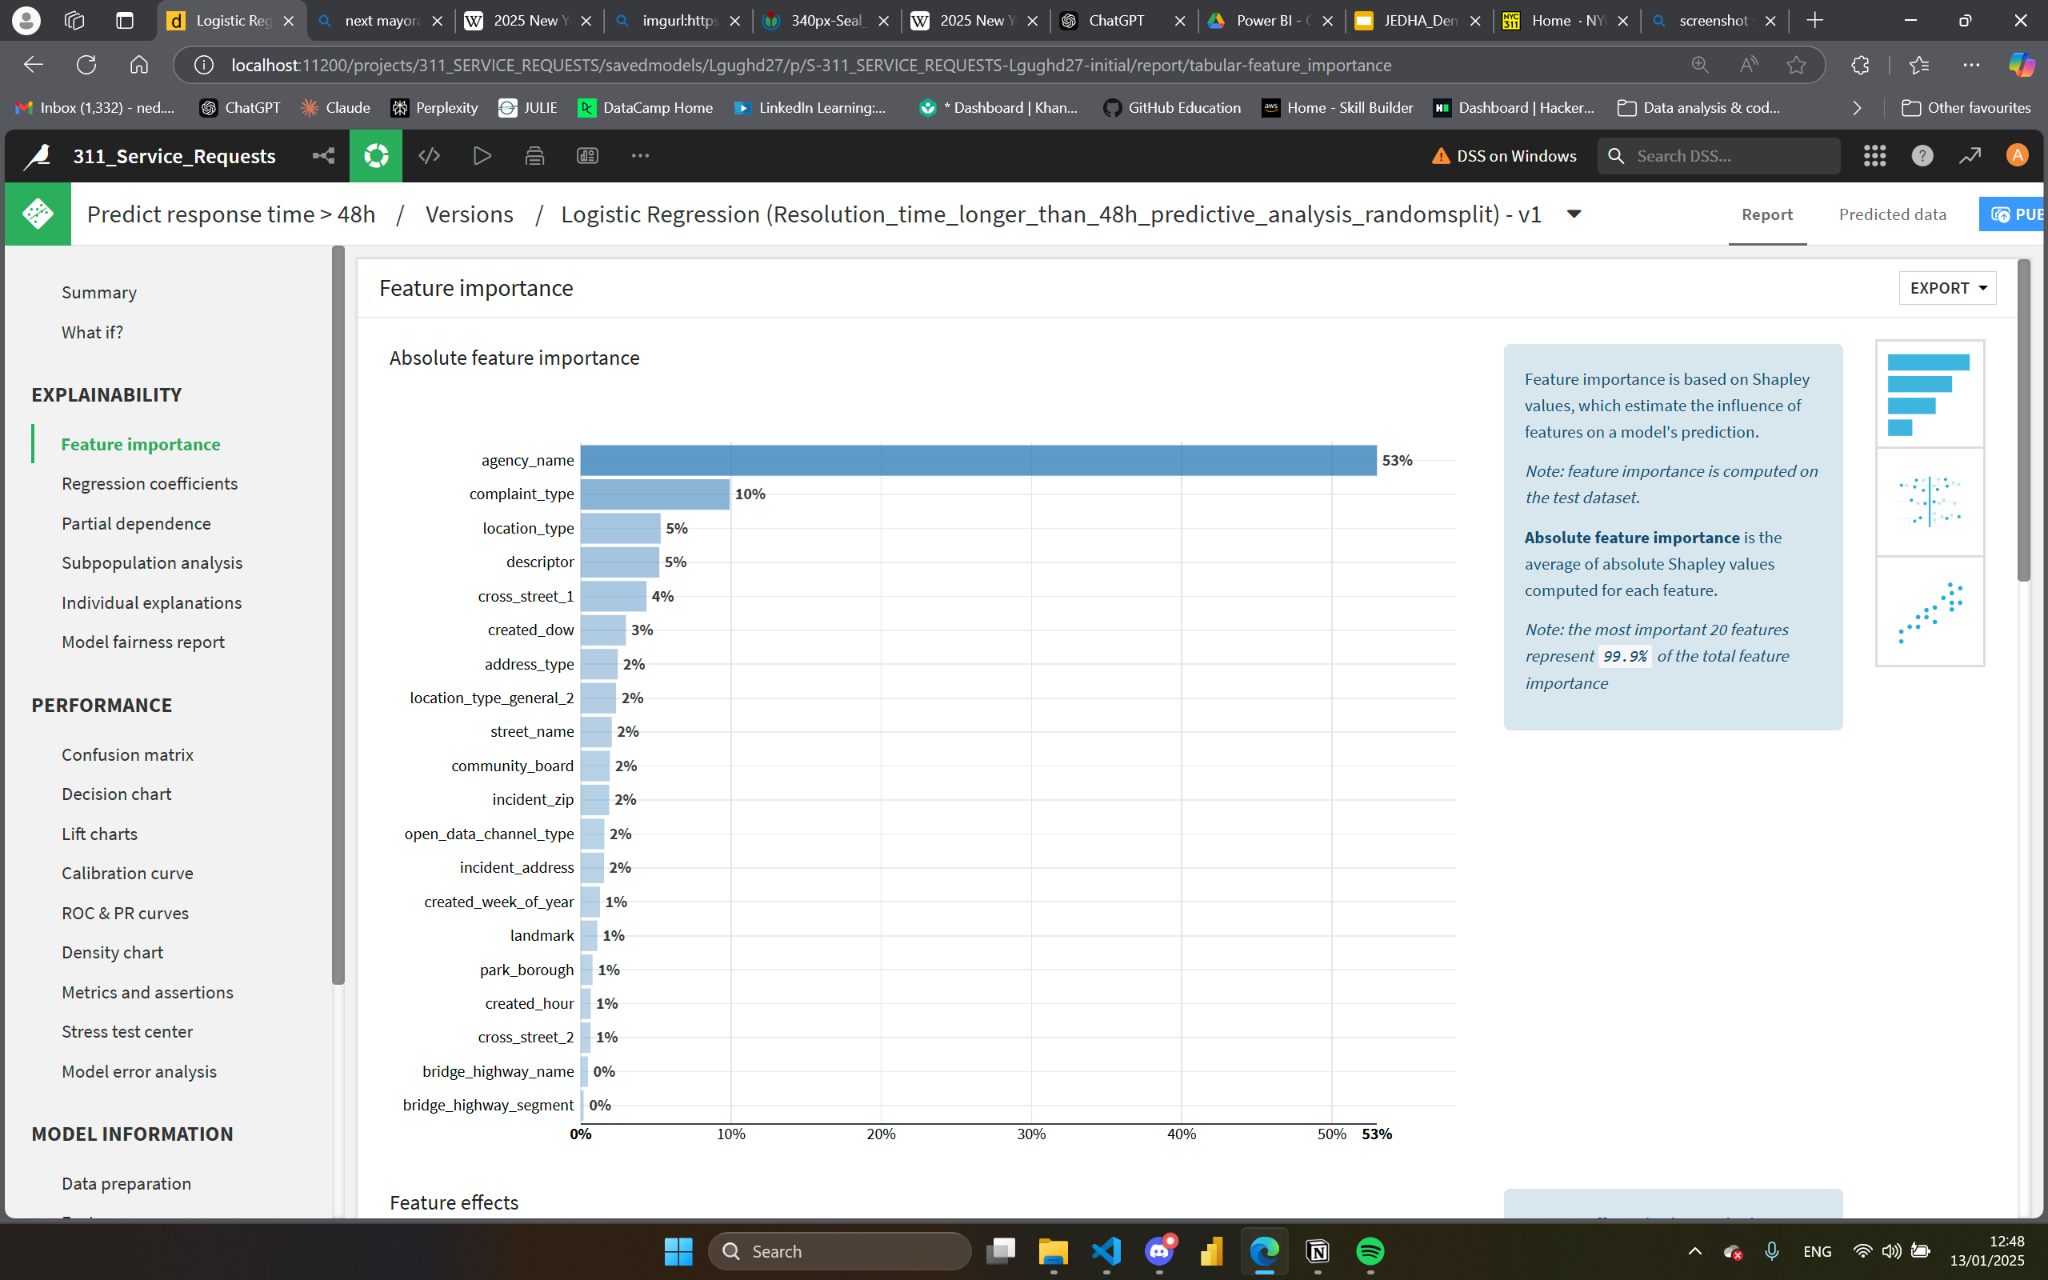 Logistic Reg
next mayora
2025 New Y
imgurl:https
340px-Seal_
2025 New Y
ChatGPT
Power BI - G
JEDHA_Den
NYC 311
Home · NY
screenshot
localhost:11200/projects/311_SERVICE_REQUESTS/savedmodels/Lgughd27/p/S-311_SERVICE_REQUESTS-Lgughd27-initial/report/tabular-feature_importance
Inbox (1,332) - ned....
ChatGPT
Claude
Perplexity
JULIE
DataCamp Home
LinkedIn Learning:...
* Dashboard | Khan...
GitHub Education
Home - Skill Builder
Dashboard | Hacker...
Data analysis & cod...
Other favourites
311_Service_Requests
DSS on Windows
Search DSS...
A
Predict response time > 48h / Versions / Logistic Regression (Resolution_time_longer_than_48h_predictive_analysis_randomsplit) - v1
Report
Predicted data
PUB
Summary
What if?
EXPLAINABILITY
Feature importance
Regression coefficients
Partial dependence
Subpopulation analysis
Individual explanations
Model fairness report
PERFORMANCE
Confusion matrix
Decision chart
Lift charts
Calibration curve
ROC & PR curves
Density chart
Metrics and assertions
Stress test center
Model error analysis
MODEL INFORMATION
Data preparation
Feature importance
EXPORT
Absolute feature importance
agency_name 53%
complaint_type 10%
location_type 5%
descriptor 5%
cross_street_1 4%
created_dow 3%
address_type 2%
location_type_general_2 2%
street_name 2%
community_board 2%
incident_zip 2%
open_data_channel_type 2%
incident_address 2%
created_week_of_year 1%
landmark 1%
park_borough 1%
created_hour 1%
cross_street_2 1%
bridge_highway_name 0%
bridge_highway_segment 0%
0% 10% 20% 30% 40% 50% 53%
Feature importance is based on Shapley
values, which estimate the influence of
features on a model's prediction.
Note: feature importance is computed on
the test dataset.
Absolute feature importance is the
average of absolute Shapley values
computed for each feature.
Note: the most important 20 features
represent 99.9% of the total feature
importance
Feature effects
Search
ENG
12:48
13/01/2025